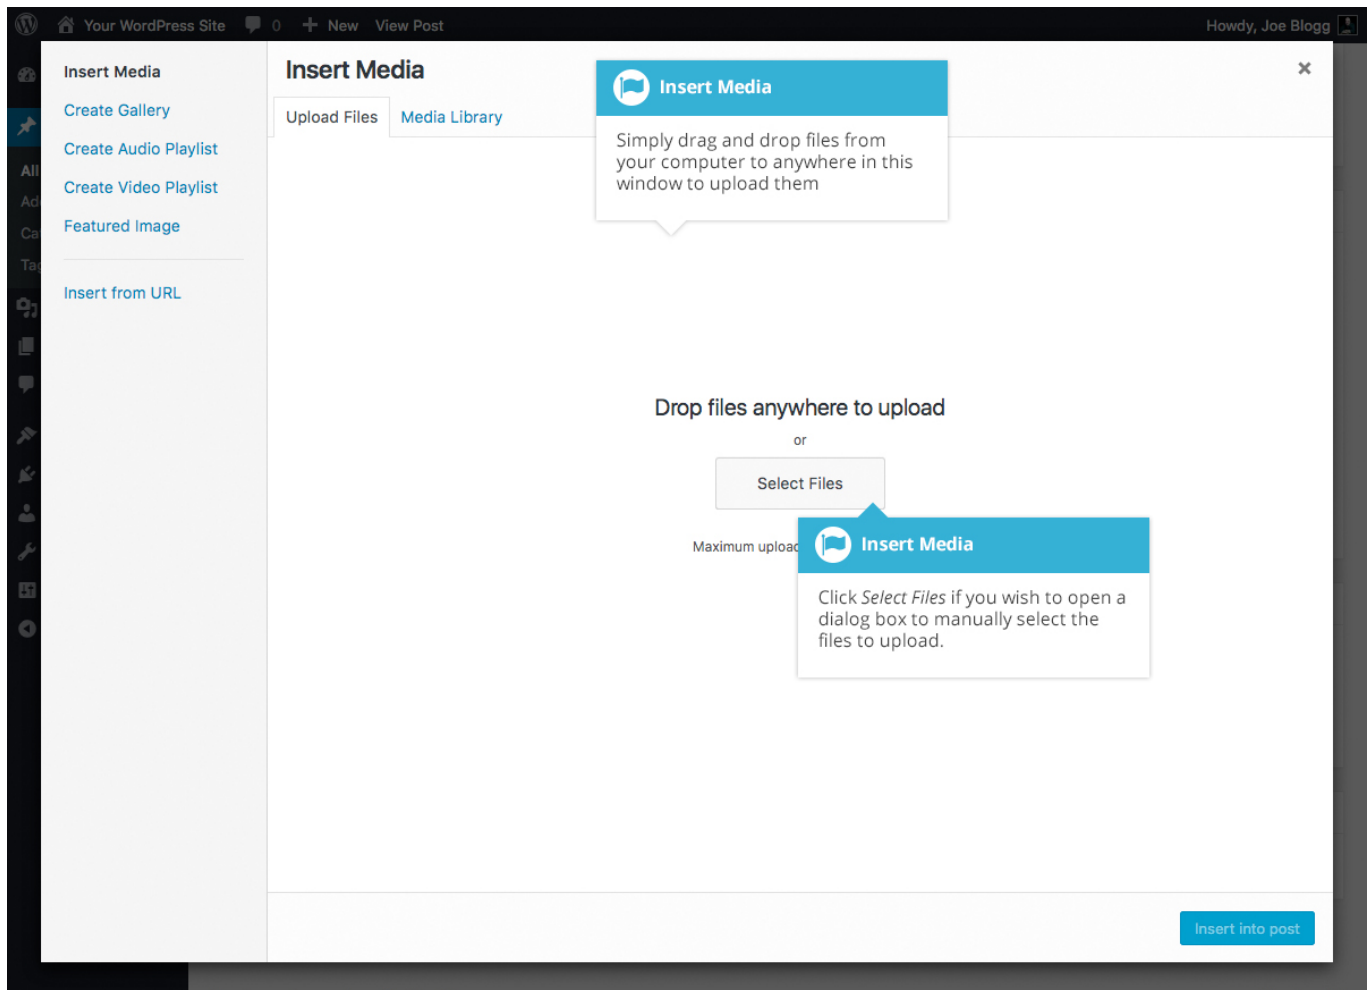 Your WordPress Site 0 New View Post Howdy, Joe Blogg
Insert Media
Create Gallery
Create Audio Playlist
Create Video Playlist
Featured Image
Insert from URL
All
Insert Media
Upload Files Media Library
Insert Media
Simply drag and drop files from
your computer to anywhere in this
window to upload them
Drop files anywhere to upload
or
Select Files
Maximum upload
Insert Media
Click Select Files if you wish to open a
dialog box to manually select the
files to upload.
Insert into post